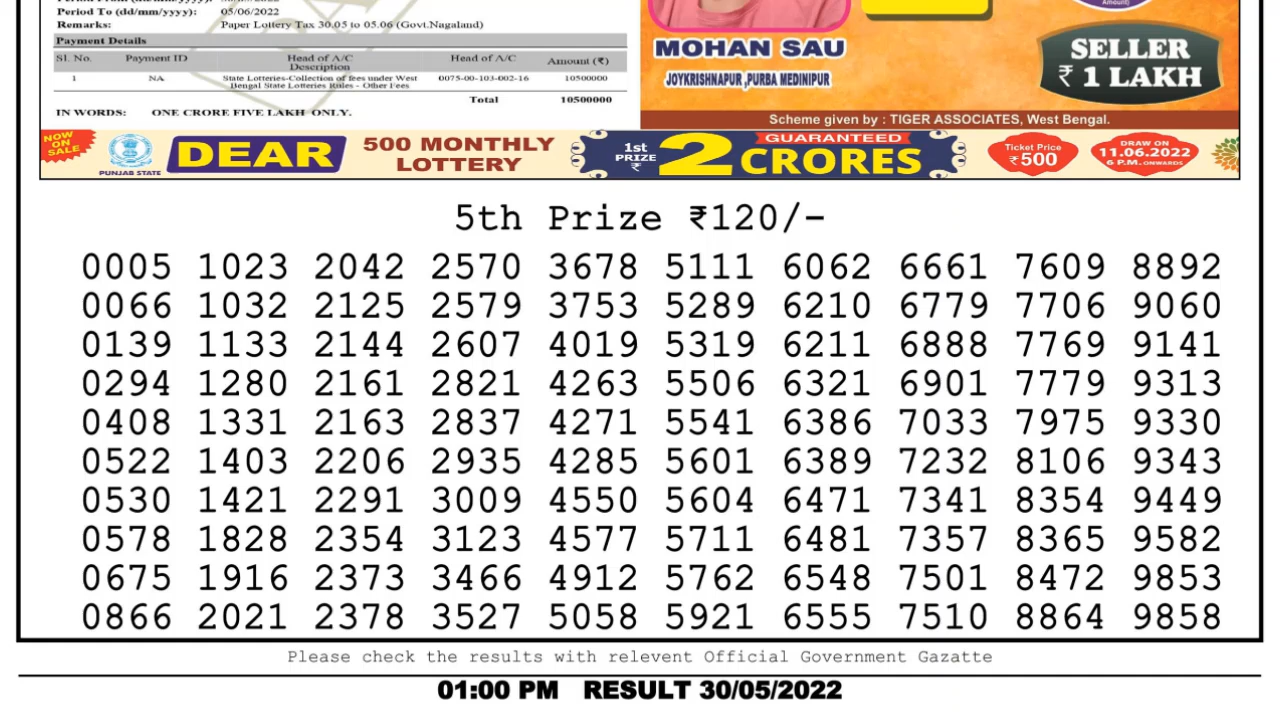 Period To (dd/mm/yyyy): 05/06/2022
Remarks: Paper Lottery Tax 30.05 to 05.06 (Govt.Nagaland)
Payment Details
Sl. No. Payment ID Head of A/C Description Head of A/C Amount (₹)
1 NA State Lotteries-Collection of fees under West Bengal State Lotteries Rules - Other Fees 0075-00-103-002-16 10500000
Total 10500000
IN WORDS: ONE CRORE FIVE LAKH ONLY.
Amount)
MOHAN SAU
JOYKRISHNAPUR ,PURBA MEDINIPUR
SELLER
₹ 1 LAKH
Scheme given by : TIGER ASSOCIATES, West Bengal.
NOW
ON
SALE
PUNJAB STATE
DEAR
500 MONTHLY
LOTTERY
1st
PRIZE
₹
2
GUARANTEED
CRORES
Ticket Price
₹500
DRAW ON
11.06.2022
6 P.M. ONWARDS
5th Prize ₹120/-
0005 1023 2042 2570 3678 5111 6062 6661 7609 8892
0066 1032 2125 2579 3753 5289 6210 6779 7706 9060
0139 1133 2144 2607 4019 5319 6211 6888 7769 9141
0294 1280 2161 2821 4263 5506 6321 6901 7779 9313
0408 1331 2163 2837 4271 5541 6386 7033 7975 9330
0522 1403 2206 2935 4285 5601 6389 7232 8106 9343
0530 1421 2291 3009 4550 5604 6471 7341 8354 9449
0578 1828 2354 3123 4577 5711 6481 7357 8365 9582
0675 1916 2373 3466 4912 5762 6548 7501 8472 9853
0866 2021 2378 3527 5058 5921 6555 7510 8864 9858
Please check the results with relevent Official Government Gazatte
01:00 PM RESULT 30/05/2022